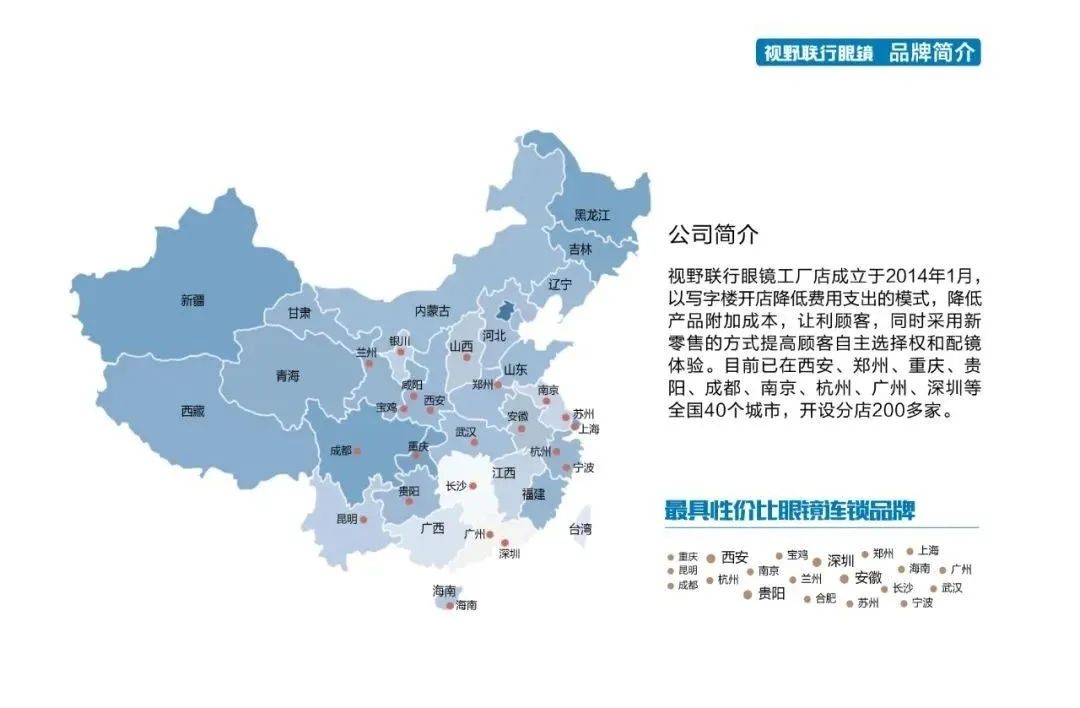 视野联行眼镜 品牌简介
黑龙江
吉林
辽宁
新疆
甘肃
内蒙古
河北
银川
山西
兰州
山东
青海
咸阳
郑州
南京
西藏
宝鸡
西安
安徽
苏州
上海
武汉
成都
重庆
杭州
宁波
江西
长沙
贵阳
福建
昆明
广西
广州
台湾
深圳
海南
海南
公司简介
视野联行眼镜工厂店成立于2014年1月，
以写字楼开店降低费用支出的模式，降低
产品附加成本，让利顾客，同时采用新
零售的方式提高顾客自主选择权和配镜
体验。目前已在西安、郑州、重庆、贵
阳、成都、南京、杭州、广州、深圳等
全国40个城市，开设分店200多家。
最具性价比眼镜连锁品牌
重庆 西安 宝鸡 深圳 郑州 上海
昆明 南京 海南 广州
成都 杭州 兰州 安徽 长沙 武汉
贵阳 合肥 苏州 宁波